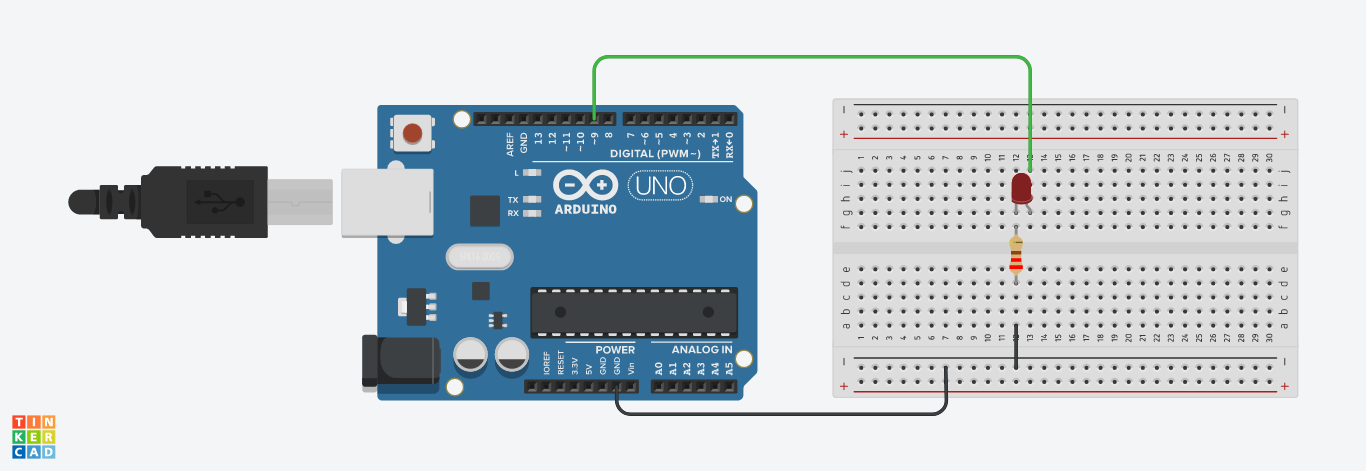 AREF
GND
13
12
~11
~10
~9
8
7
~6
~5
4
~3
2
TX→1
RX←0
DIGITAL (PWM~)
L
TX
RX
ARDUINO
UNO
ON
POWER
ANALOG IN
IOREF
RESET
3.3V
5V
GND
GND
Vin
A0
A1
A2
A3
A4
A5
− −
+ +
1 2 3 4 5 6 7 8 9 10 11 12 13 14 15 16 17 18 19 20 21 22 23 24 25 26 27 28 29 30
j j
i i
h h
g g
f f
e e
d d
c c
b b
a a
1 2 3 4 5 6 7 8 9 10 11 12 13 14 15 16 17 18 19 20 21 22 23 24 25 26 27 28 29 30
− −
+ +
TIN
KER
CAD